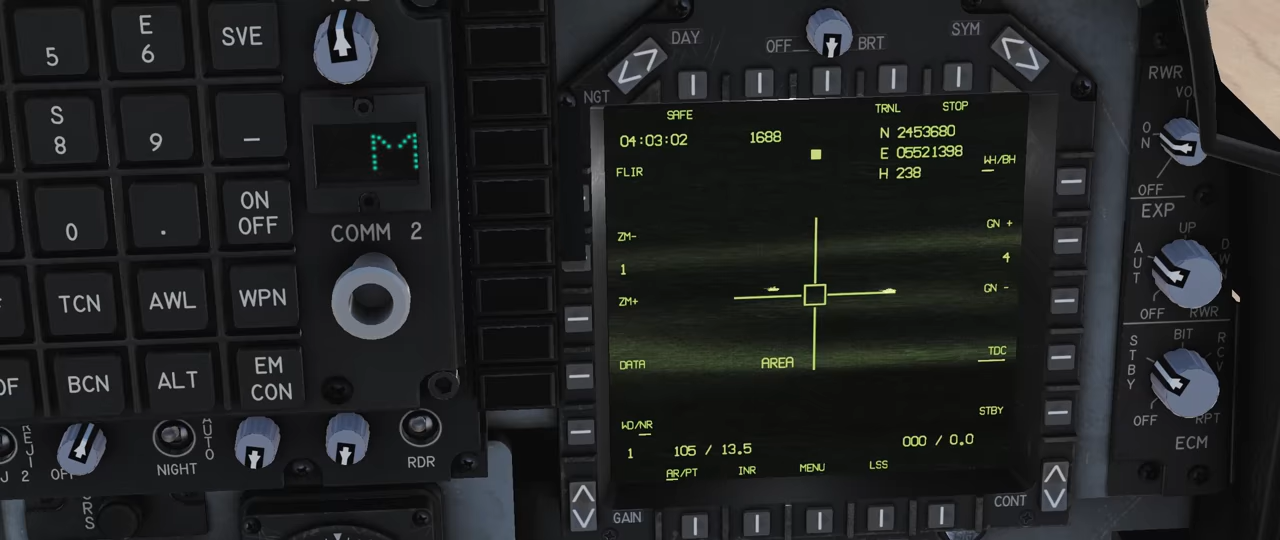 5
E
6
SVE
S
8
9
—
0
.
ON
OFF
TCN
AWL
WPN
BCN
ALT
EM
CON
M
COMM 2
NIGHT
AUTO
RDR
OFF
DAY
OFF
BRT
SYM
NGT
SAFE
TRNL
STOP
04:03:02
1688
N 2453680
E 05521398
H 238
FLIR
WH/BH
ZM-
GN +
1
4
ZM+
GN -
DATA
AREA
TDC
WD/NR
STBY
1
105 / 13.5
000 / 0.0
AR/PT
INR
MENU
LSS
GAIN
CONT
RWR
ON
OFF
EXP
UP
AUT
DWN
OFF
RWR
BIT
STBY
RCV
OFF
RPT
ECM